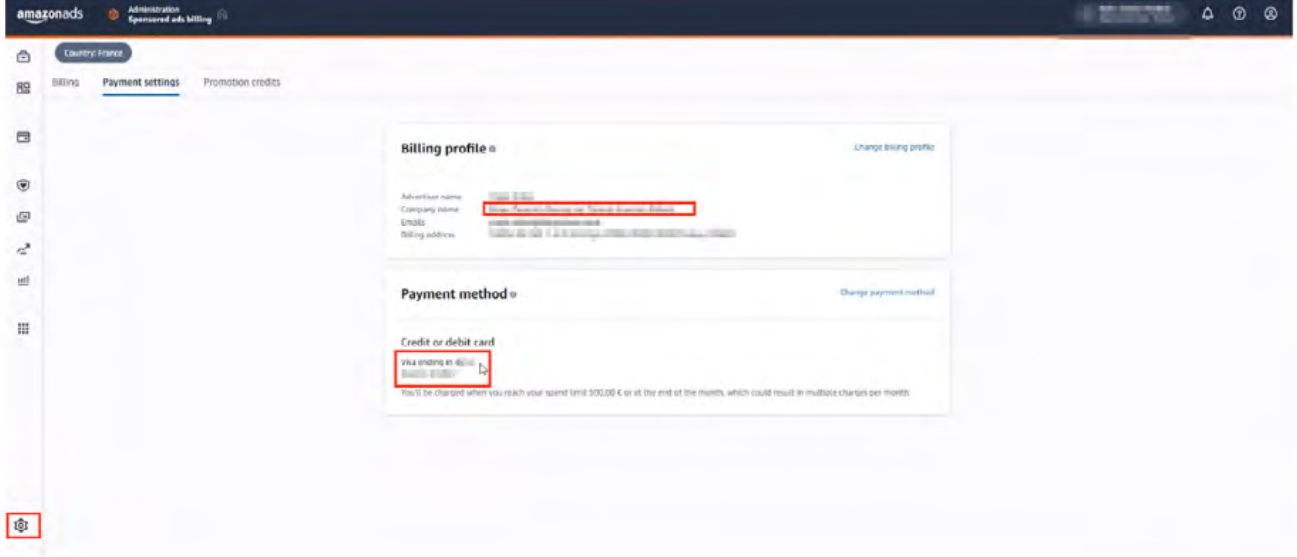 amazonads
Administration
Sponsored ads billing
Country: France
Billing Payment settings Promotion credits
Billing profile
Change billing profile
Advertiser name
Company name
Emails
Billing address
Payment method
Change payment method
Credit or debit card
Visa ending in
You'll be charged when you reach your spend limit 500,00 € or at the end of the month, which could result in multiple charges per month.